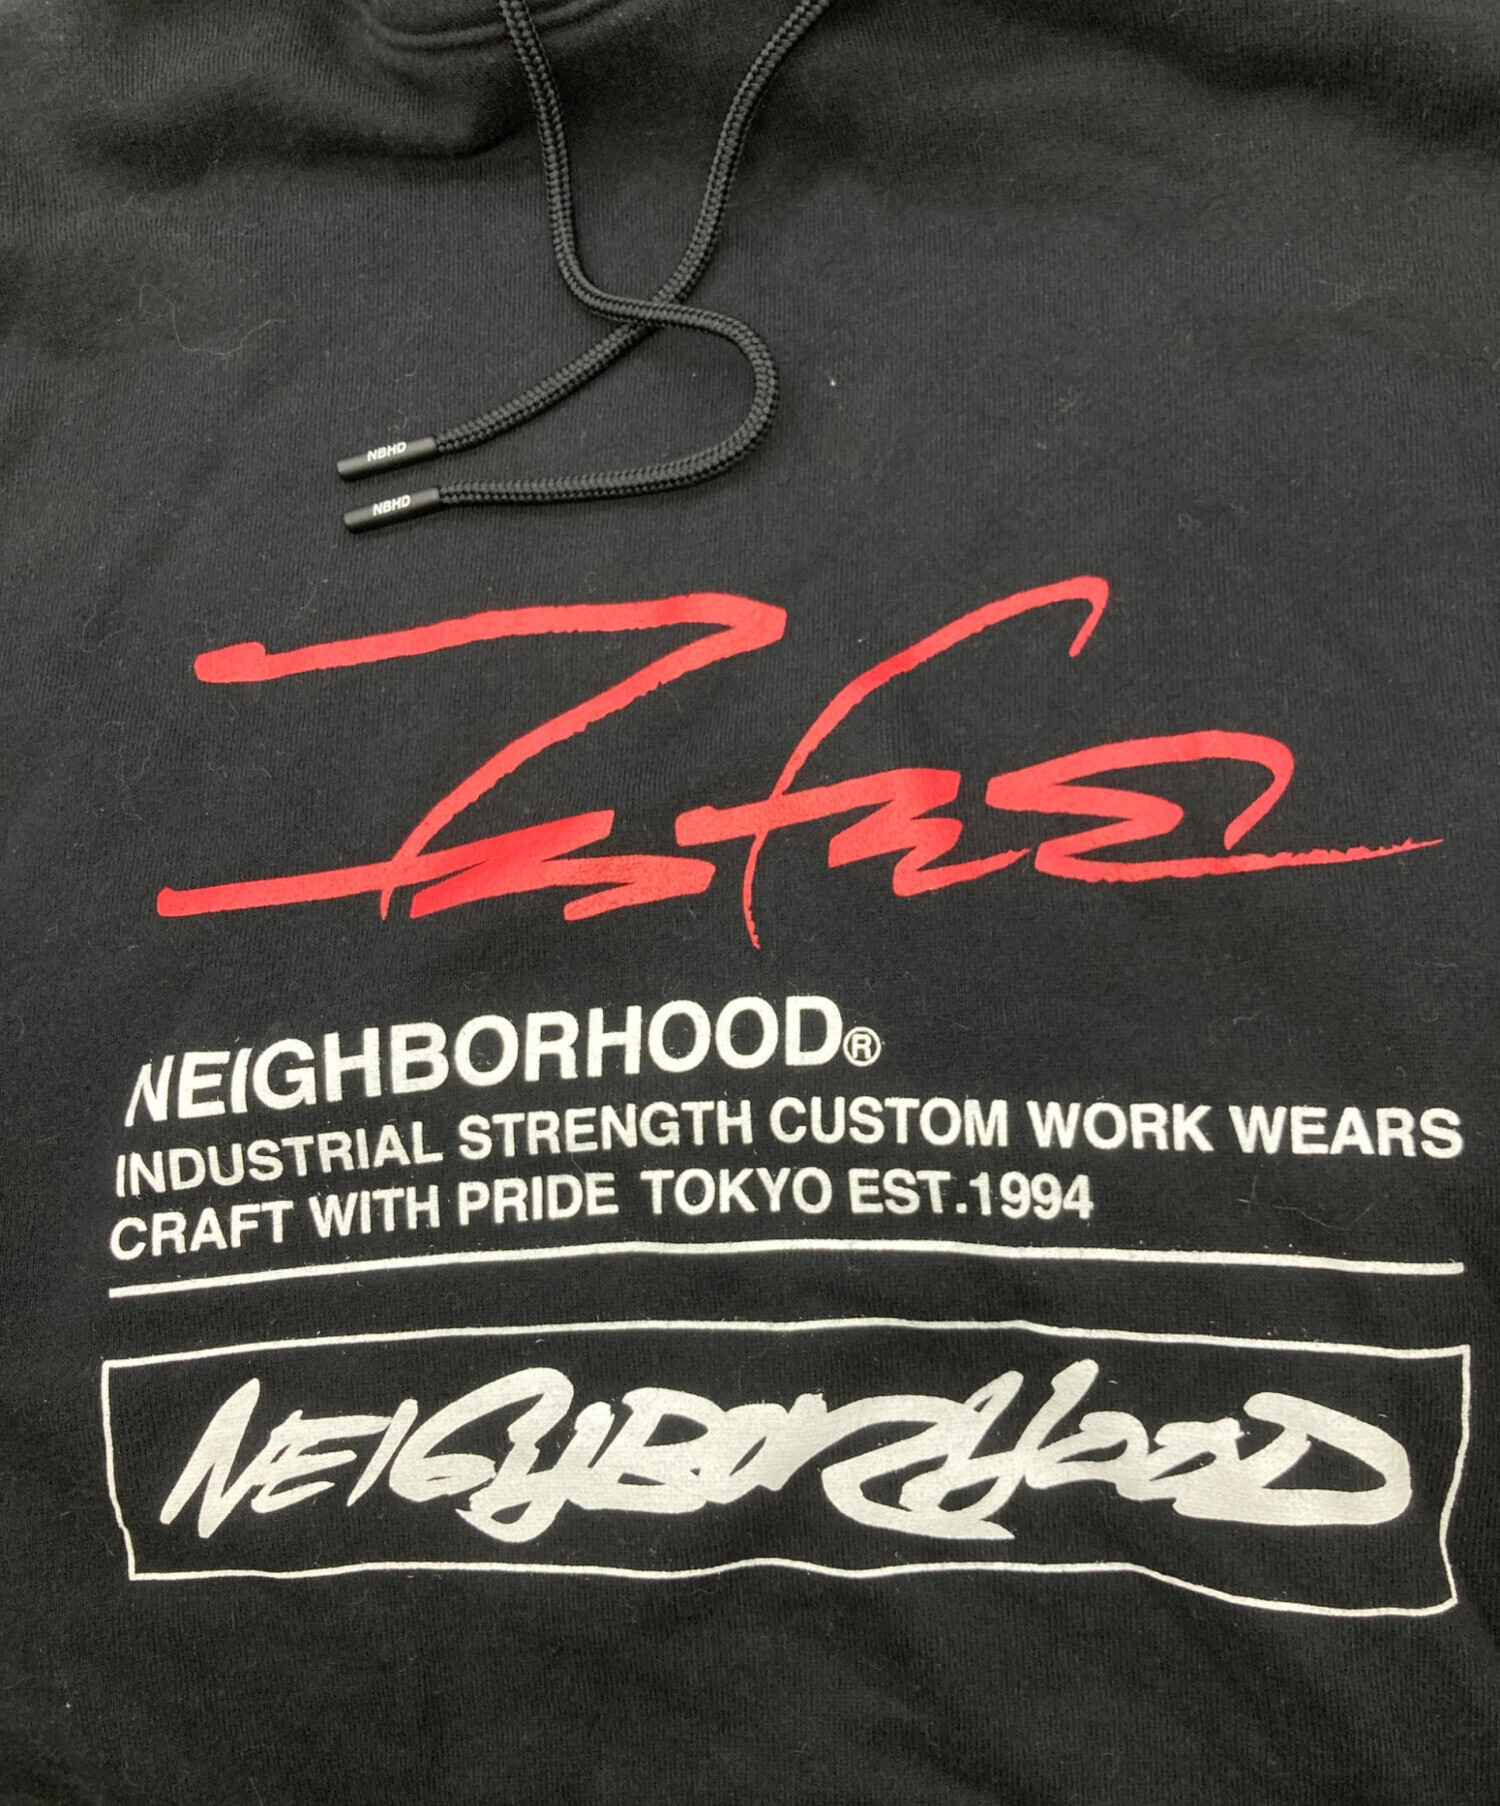 NBHD
NBHD
NEIGHBORHOOD®
INDUSTRIAL STRENGTH CUSTOM WORK WEARS
CRAFT WITH PRIDE TOKYO EST.1994
NEIGHBORHOOD